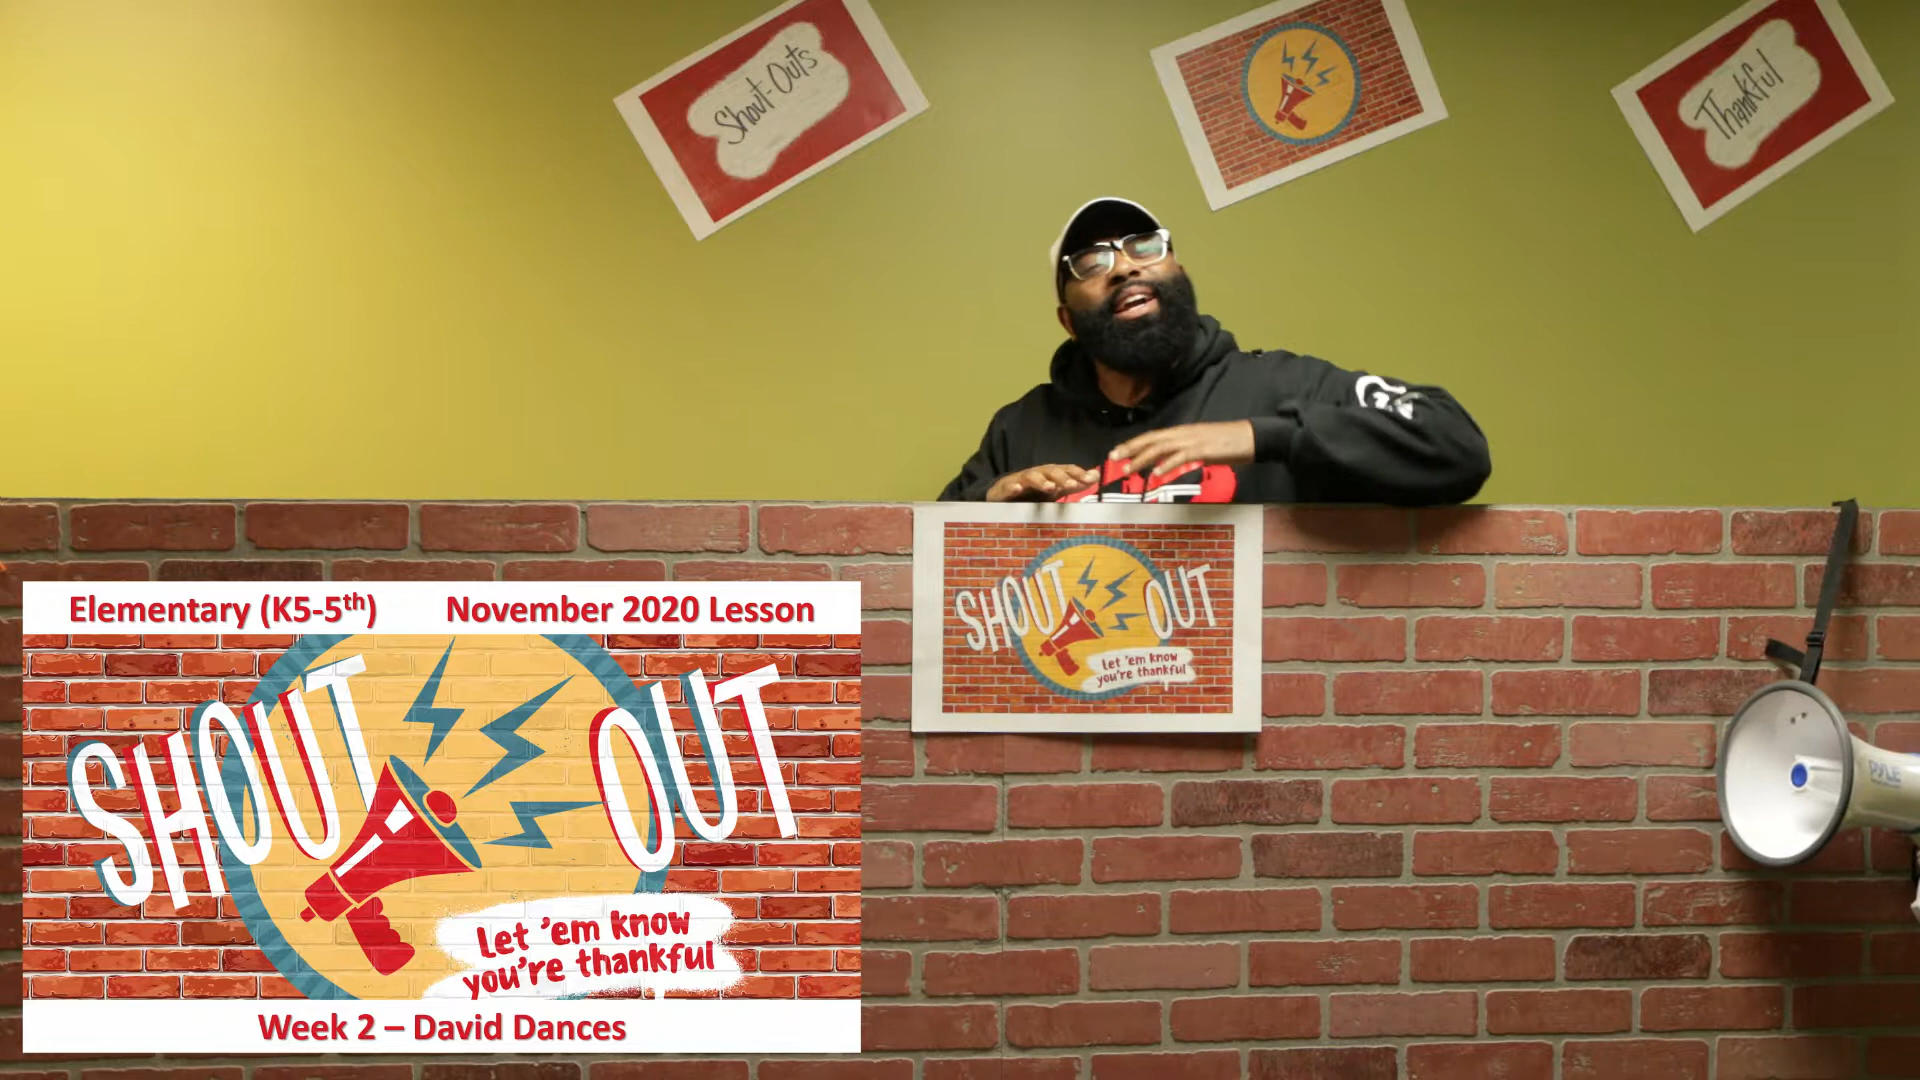 Shout-Outs
Thankful
SHOUT OUT
Let 'em know
you're thankful
PYLE
Elementary (K5-5th) November 2020 Lesson
SHOUT OUT
Let 'em know
you're thankful
Week 2 – David Dances